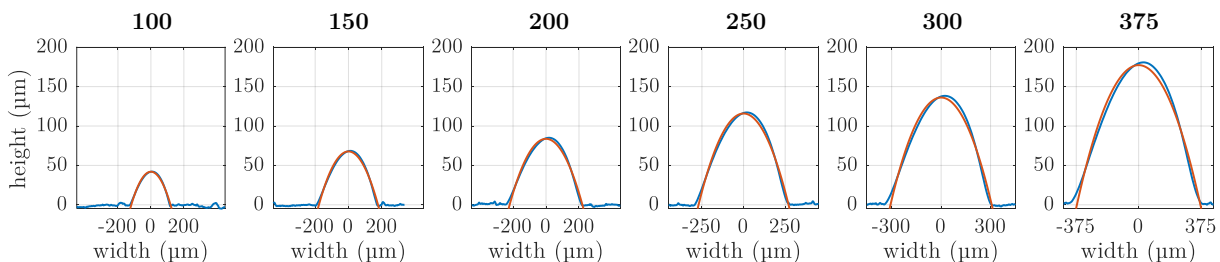 100 150 200 250 300 375
200 200 200 200 200 200
150 150 150 150 150 150
100 100 100 100 100 100
50 50 50 50 50 50
0 0 0 0 0 0
height (µm)
-200 0 200 -200 0 200 -200 0 200 -250 0 250 -300 0 300 -375 0 375
width (µm) width (µm) width (µm) width (µm) width (µm) width (µm)